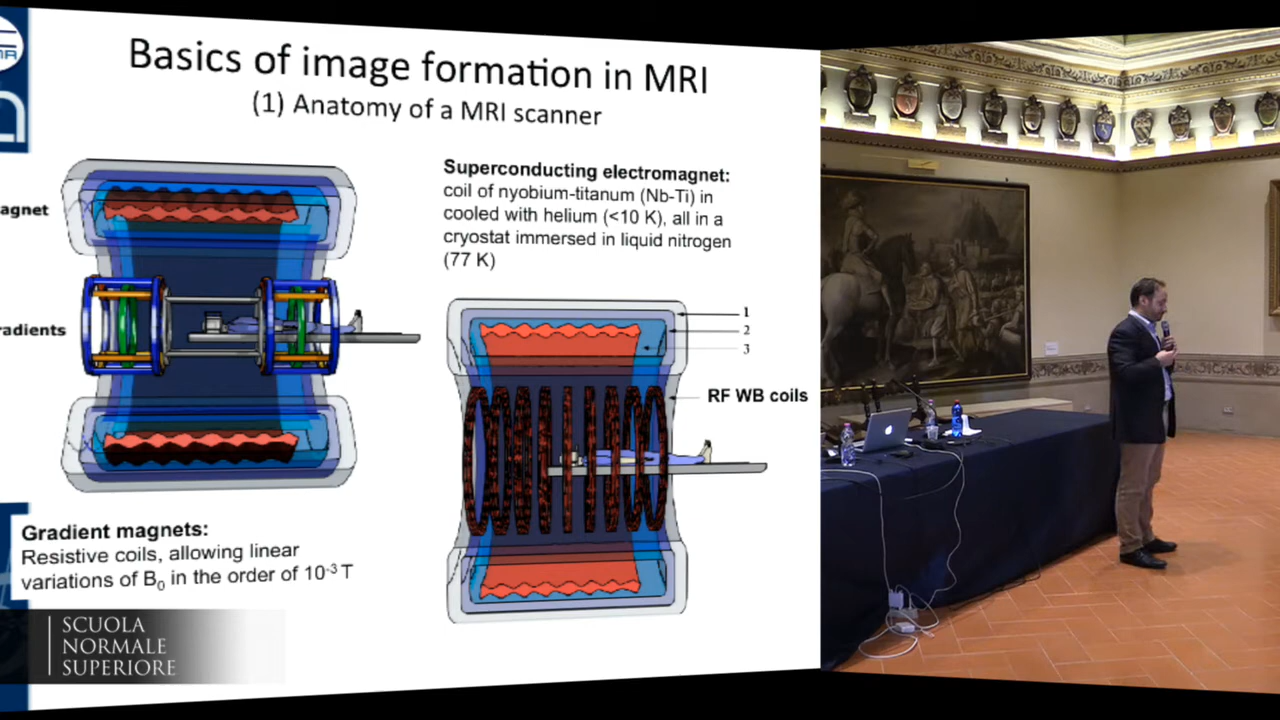 Basics of image formation in MRI
(1) Anatomy of a MRI scanner
agnet
radients
Gradient magnets:
Resistive coils, allowing linear
variations of B0 in the order of 10-3 T
Superconducting electromagnet:
coil of nyobium-titanum (Nb-Ti) in
cooled with helium (<10 K), all in a
cryostat immersed in liquid nitrogen
(77 K)
1
2
3
RF WB coils
SCUOLA
NORMALE
SUPERIORE